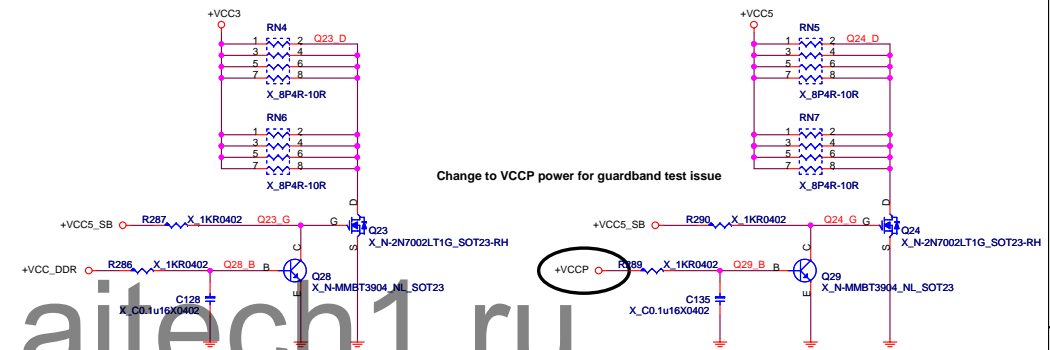 +VCC3
+VCC5
RN4
RN5
1 2 Q23_D
1 2 Q24_D
3 4
3 4
5 6
5 6
7 8
7 8
X_8P4R-10R
X_8P4R-10R
RN6
RN7
1 2
1 2
3 4
3 4
5 6
5 6
7 8
7 8
Change to VCCP power for guardband test issue
X_8P4R-10R
X_8P4R-10R
D
D
+VCC5_SB R287 X_1KR0402 Q23_G G Q23
+VCC5_SB R290 X_1KR0402 Q24_G G Q24
S
S
X_N-2N7002LT1G_SOT23-RH
X_N-2N7002LT1G_SOT23-RH
C
C
+VCC_DDR R286 X_1KR0402 Q28_B B Q28
+VCCP R289 X_1KR0402 Q29_B B Q29
X_N-MMBT3904_NL_SOT23
X_N-MMBT3904_NL_SOT23
E
E
C128
C135
X_C0.1u16X0402
X_C0.1u16X0402
aitech1 ru